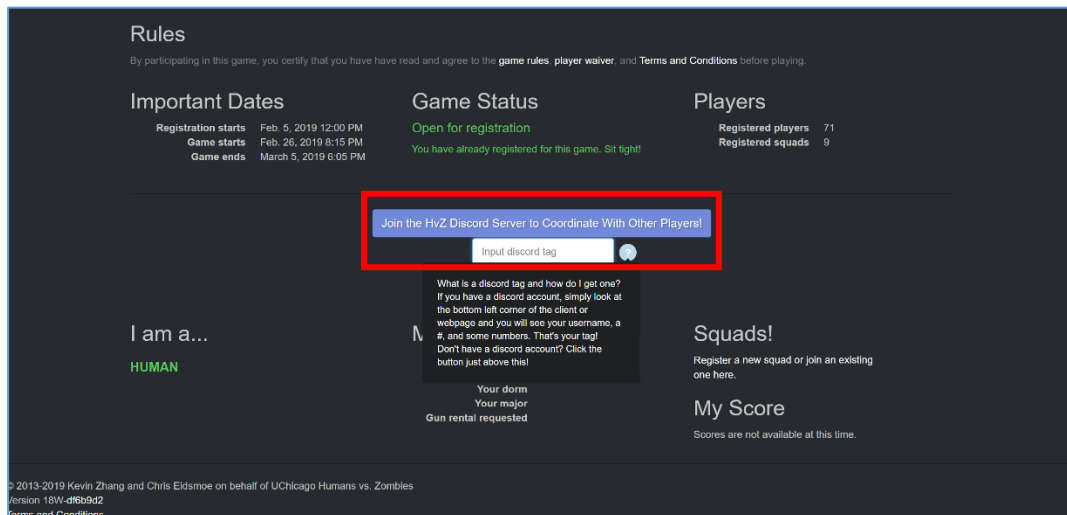 Rules
By participating in this game, you certify that you have have read and agree to the game rules, player waiver, and Terms and Conditions before playing.
Important Dates
Registration starts Feb. 5, 2019 12:00 PM
Game starts Feb. 26, 2019 8:15 PM
Game ends March 5, 2019 6:05 PM
Game Status
Open for registration
You have already registered for this game. Sit tight!
Players
Registered players 71
Registered squads 9
Join the HvZ Discord Server to Coordinate With Other Players!
Input discord tag ?
What is a discord tag and how do I get one?
If you have a discord account, simply look at
the bottom left corner of the client or
webpage and you will see your username, a
#, and some numbers. That's your tag!
Don't have a discord account? Click the
button just above this!
I am a...
HUMAN
Your dorm
Your major
Gun rental requested
Squads!
Register a new squad or join an existing
one here.
My Score
Scores are not available at this time.
© 2013-2019 Kevin Zhang and Chris Eidsmoe on behalf of UChicago Humans vs. Zombies
Version 18W-df6b9d2
Terms and Conditions